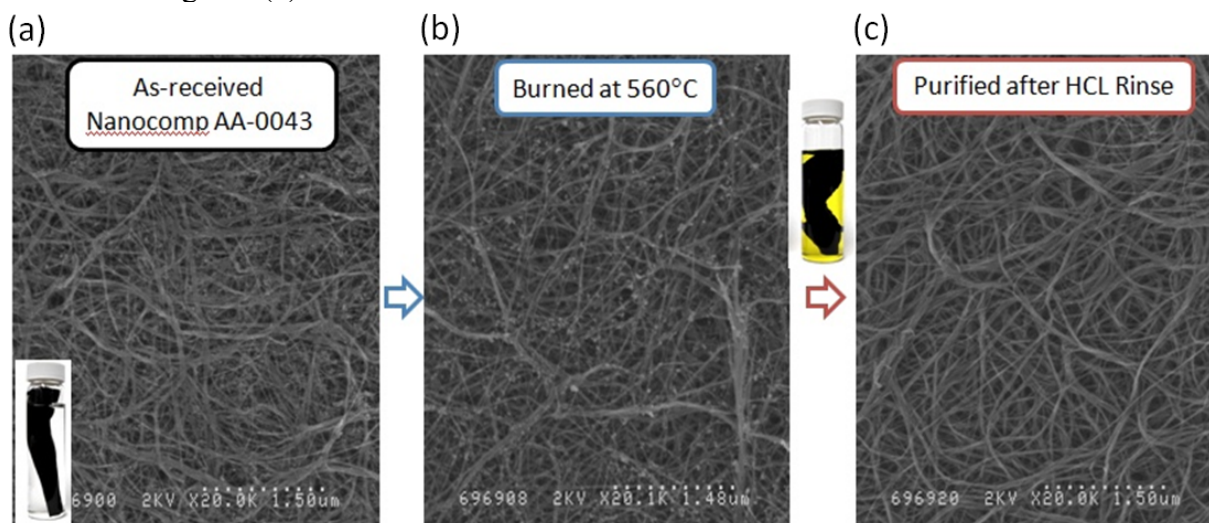 (a)
(b)
(c)
As-received
Nanocomp AA-0043
Burned at 560°C
Purified after HCL Rinse
6900 2KV X20.0K 1.50um
696908 2KV X20.1K 1.48um
696920 2KV X20.0K 1.50um